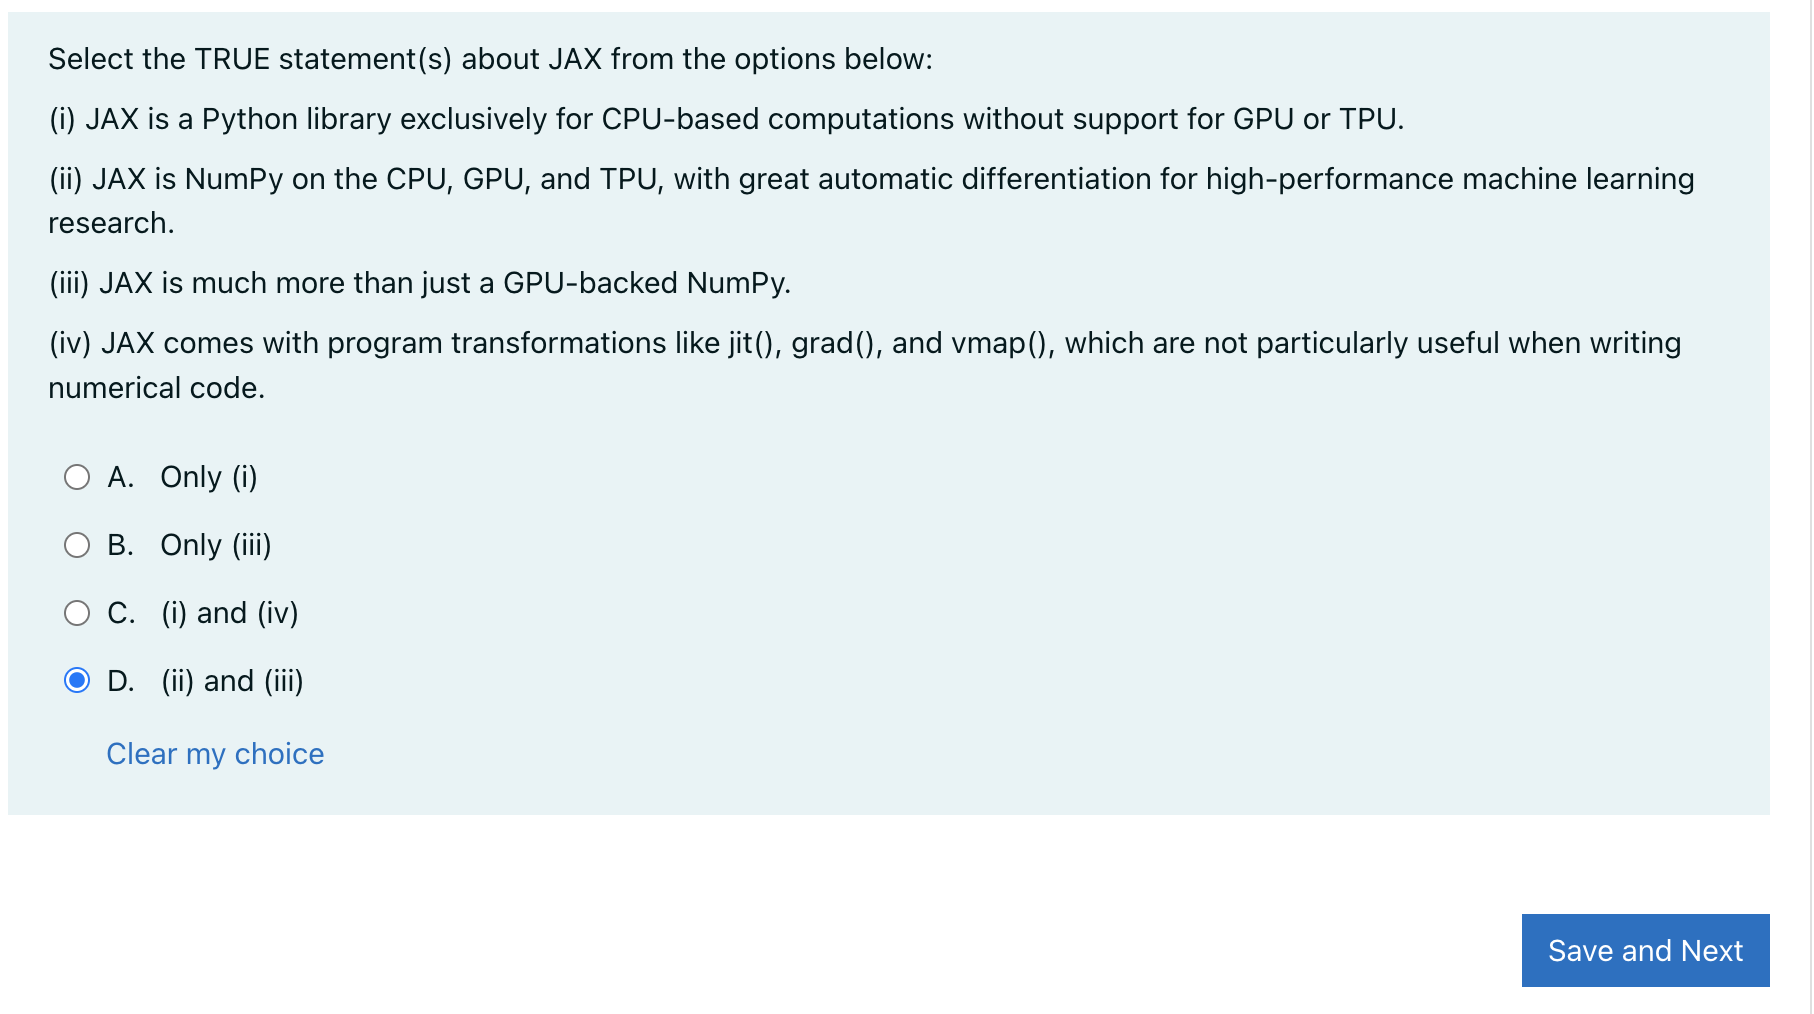 Select the TRUE statement(s) about JAX from the options below:
(i) JAX is a Python library exclusively for CPU-based computations without support for GPU or TPU.
(ii) JAX is NumPy on the CPU, GPU, and TPU, with great automatic differentiation for high-performance machine learning
research.
(iii) JAX is much more than just a GPU-backed NumPy.
(iv) JAX comes with program transformations like jit(), grad(), and vmap(), which are not particularly useful when writing
numerical code.
A. Only (i)
B. Only (iii)
C. (i) and (iv)
D. (ii) and (iii)
Clear my choice
Save and Next